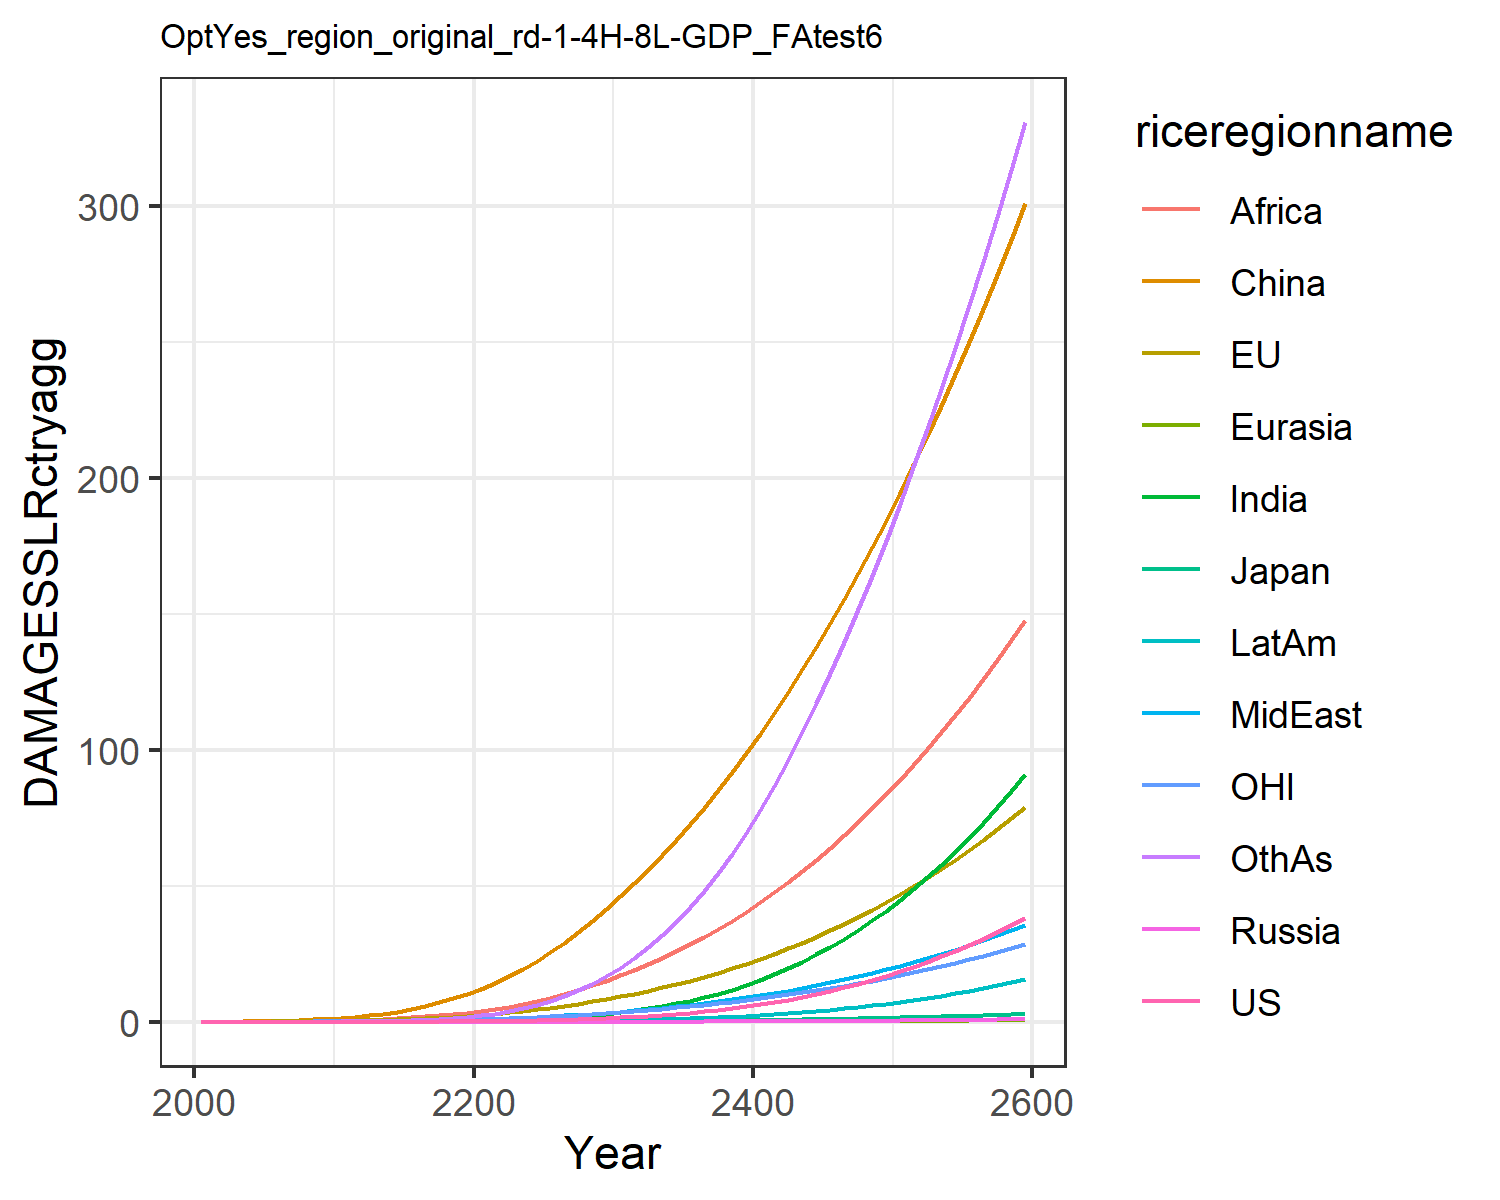 OptYes_region_original_rd-1-4H-8L-GDP_FAtest6
DAMAGESSLRctryagg
300
200
100
0
2000
2200
2400
2600
Year
riceregionname
Africa
China
EU
Eurasia
India
Japan
LatAm
MidEast
OHI
OthAs
Russia
US